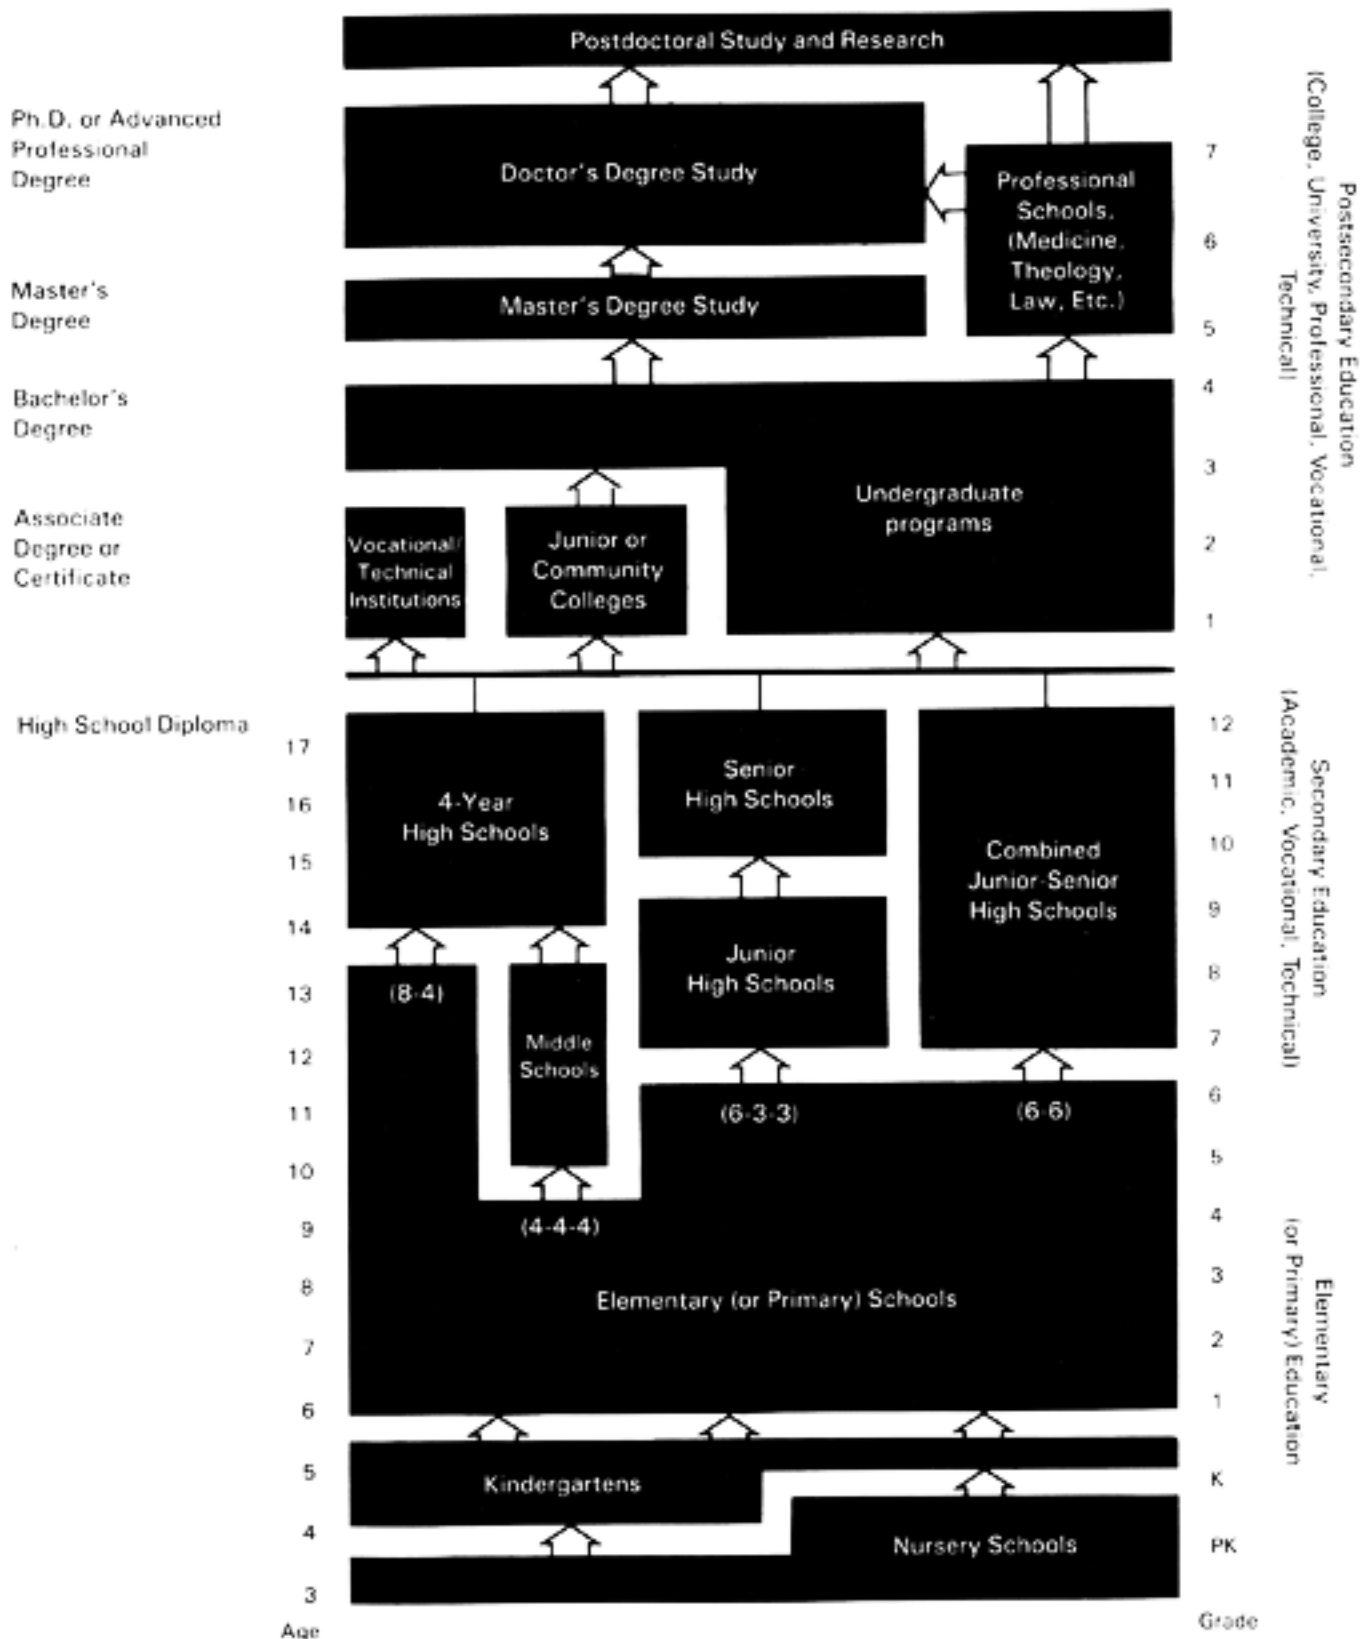 Postdoctoral Study and Research
Ph.D. or Advanced
Professional
Degree
Doctor's Degree Study
Professional
Schools,
(Medicine,
Theology,
Law, Etc.)
7
6
5
Master's
Degree
Master's Degree Study
Bachelor's
Degree
4
3
Undergraduate
programs
Associate
Degree or
Certificate
Vocational/
Technical
Institutions
Junior or
Community
Colleges
2
1
Postsecondary Education
(College, University, Professional, Vocational,
Technical)
High School Diploma
17
16
15
14
13
12
11
10
9
8
7
6
5
4
3
Age
4-Year
High Schools
Senior
High Schools
Combined
Junior-Senior
High Schools
Junior
High Schools
(8-4)
Middle
Schools
(6-3-3)
(6-6)
(4-4-4)
Elementary (or Primary) Schools
Kindergartens
Nursery Schools
12
11
10
9
8
7
6
5
4
3
2
1
K
PK
Grade
Secondary Education
(Academic, Vocational, Technical)
Elementary
(or Primary) Education